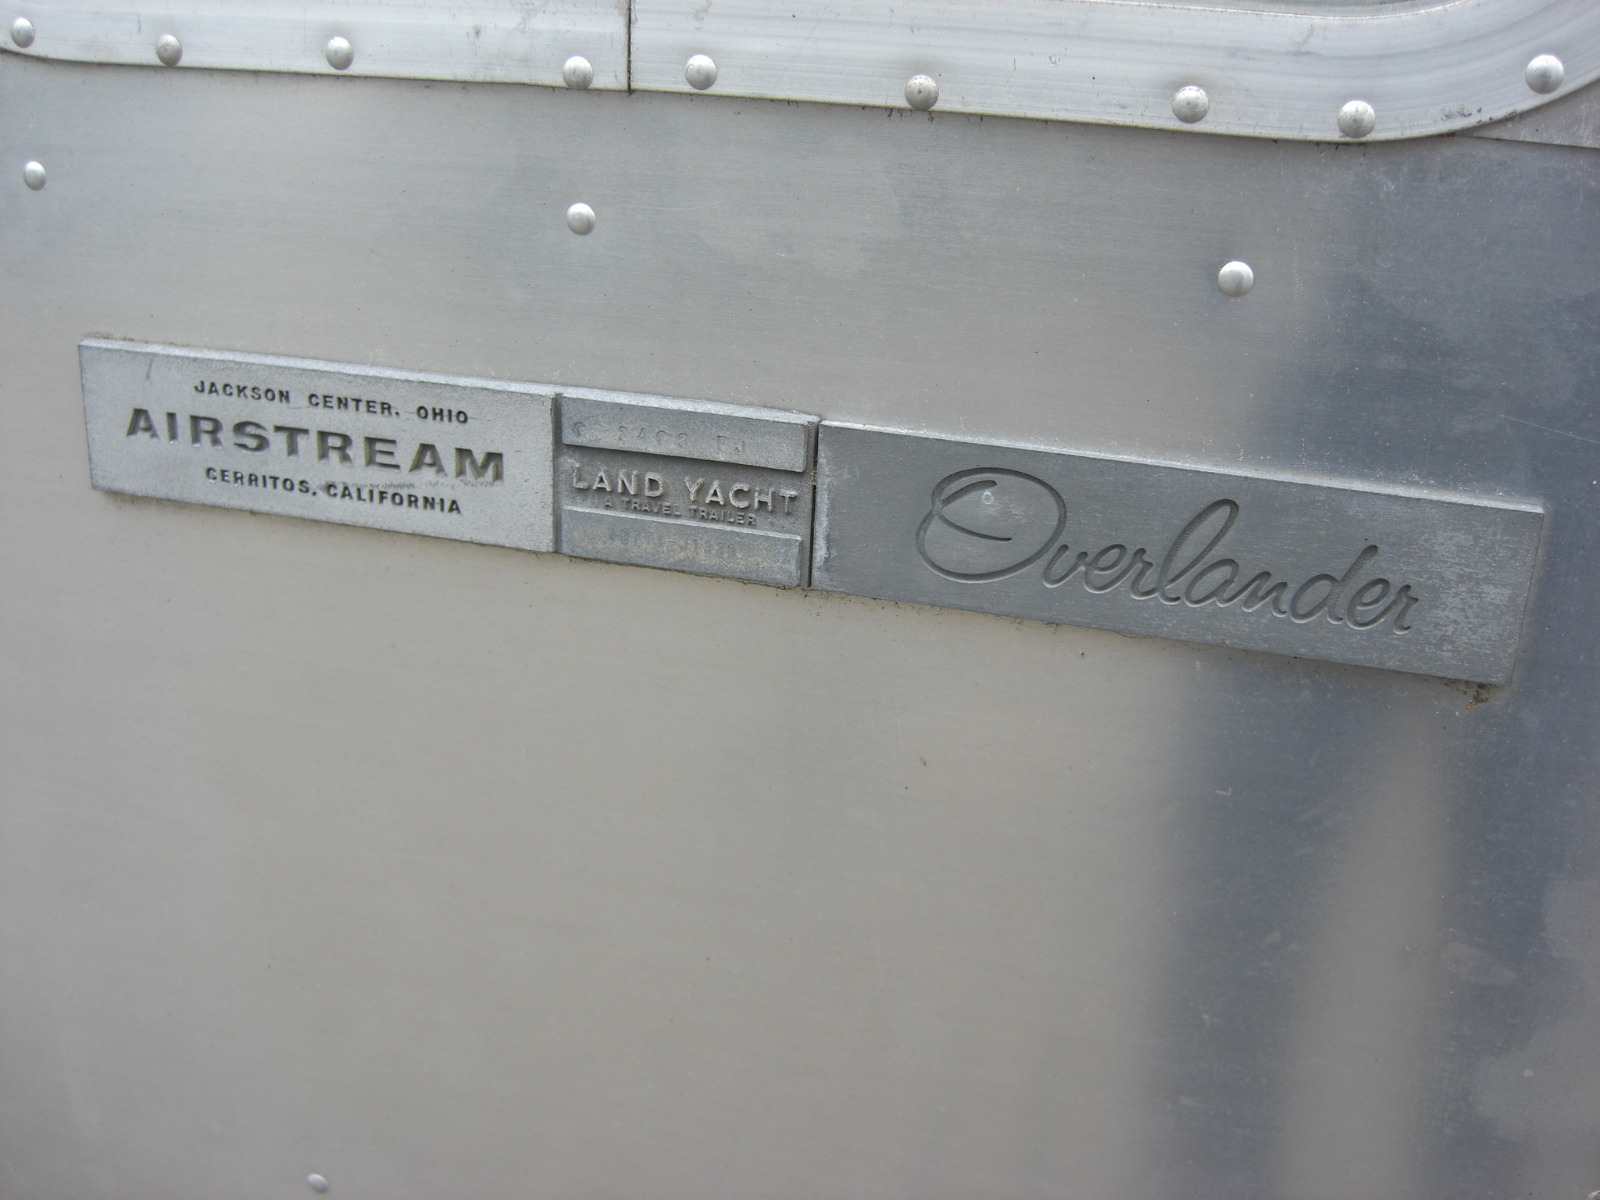 JACKSON CENTER, OHIO
AIRSTREAM
CERRITOS, CALIFORNIA
LAND YACHT
A TRAVEL TRAILER
Overlander